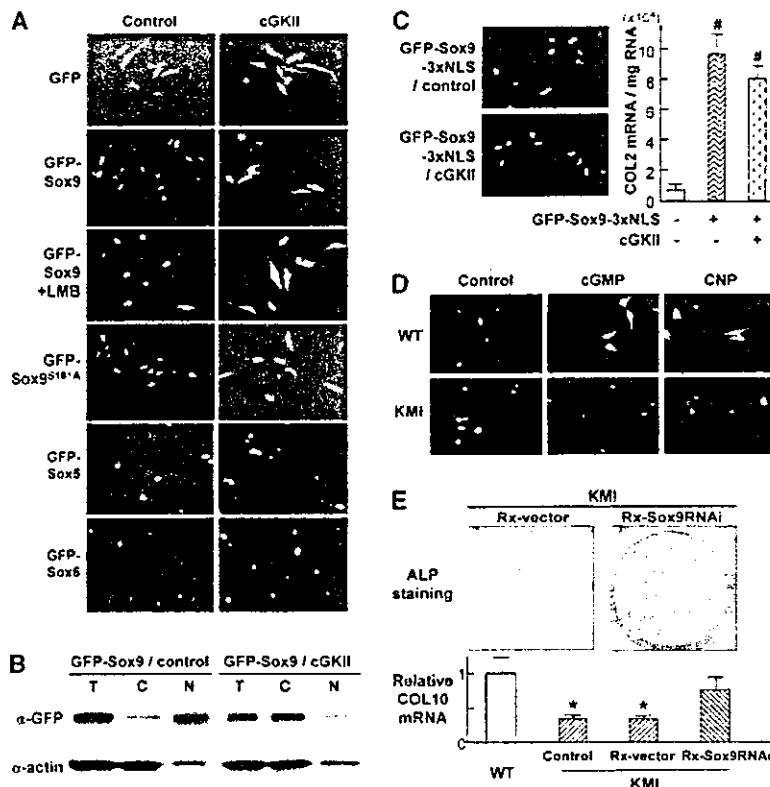 A
Control cGKII
GFP
GFP-
Sox9
GFP-
Sox9
+LMB
GFP-
Sox9S181A
GFP-
Sox5
GFP-
Sox6
B
GFP-Sox9 / control GFP-Sox9 / cGKII
T C N T C N
α-GFP
α-actin
C
GFP-Sox9
-3xNLS
/ control
GFP-Sox9
-3xNLS
/ cGKII
COL2 mRNA / mg RNA
10
8
6
4
2
0
# #
GFP-Sox9-3xNLS - + +
cGKII - - +
D
Control cGMP CNP
WT
KMI
E
KMI
Rx-vector Rx-Sox9RNAi
ALP
staining
Relative
COL10
mRNA
1
0
* *
Control Rx-vector Rx-Sox9RNAi
WT
KMI